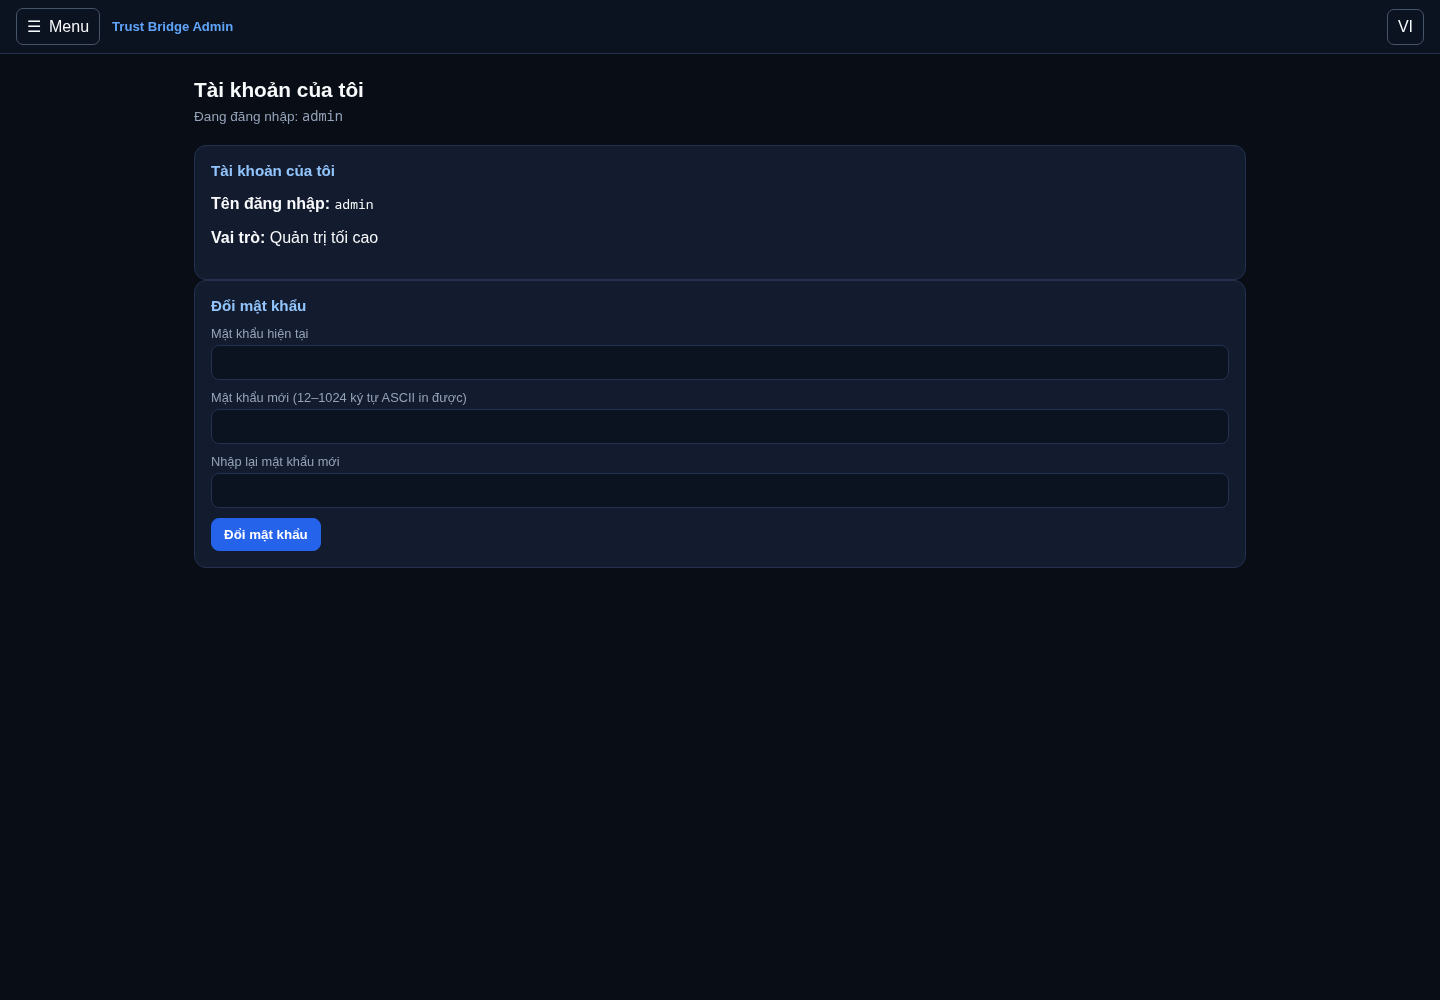 ☰ Menu
Trust Bridge Admin
VI
Tài khoản của tôi
Đang đăng nhập: admin
Tài khoản của tôi
Tên đăng nhập: admin
Vai trò: Quản trị tối cao
Đổi mật khẩu
Mật khẩu hiện tại
Mật khẩu mới (12–1024 ký tự ASCII in được)
Nhập lại mật khẩu mới
Đổi mật khẩu